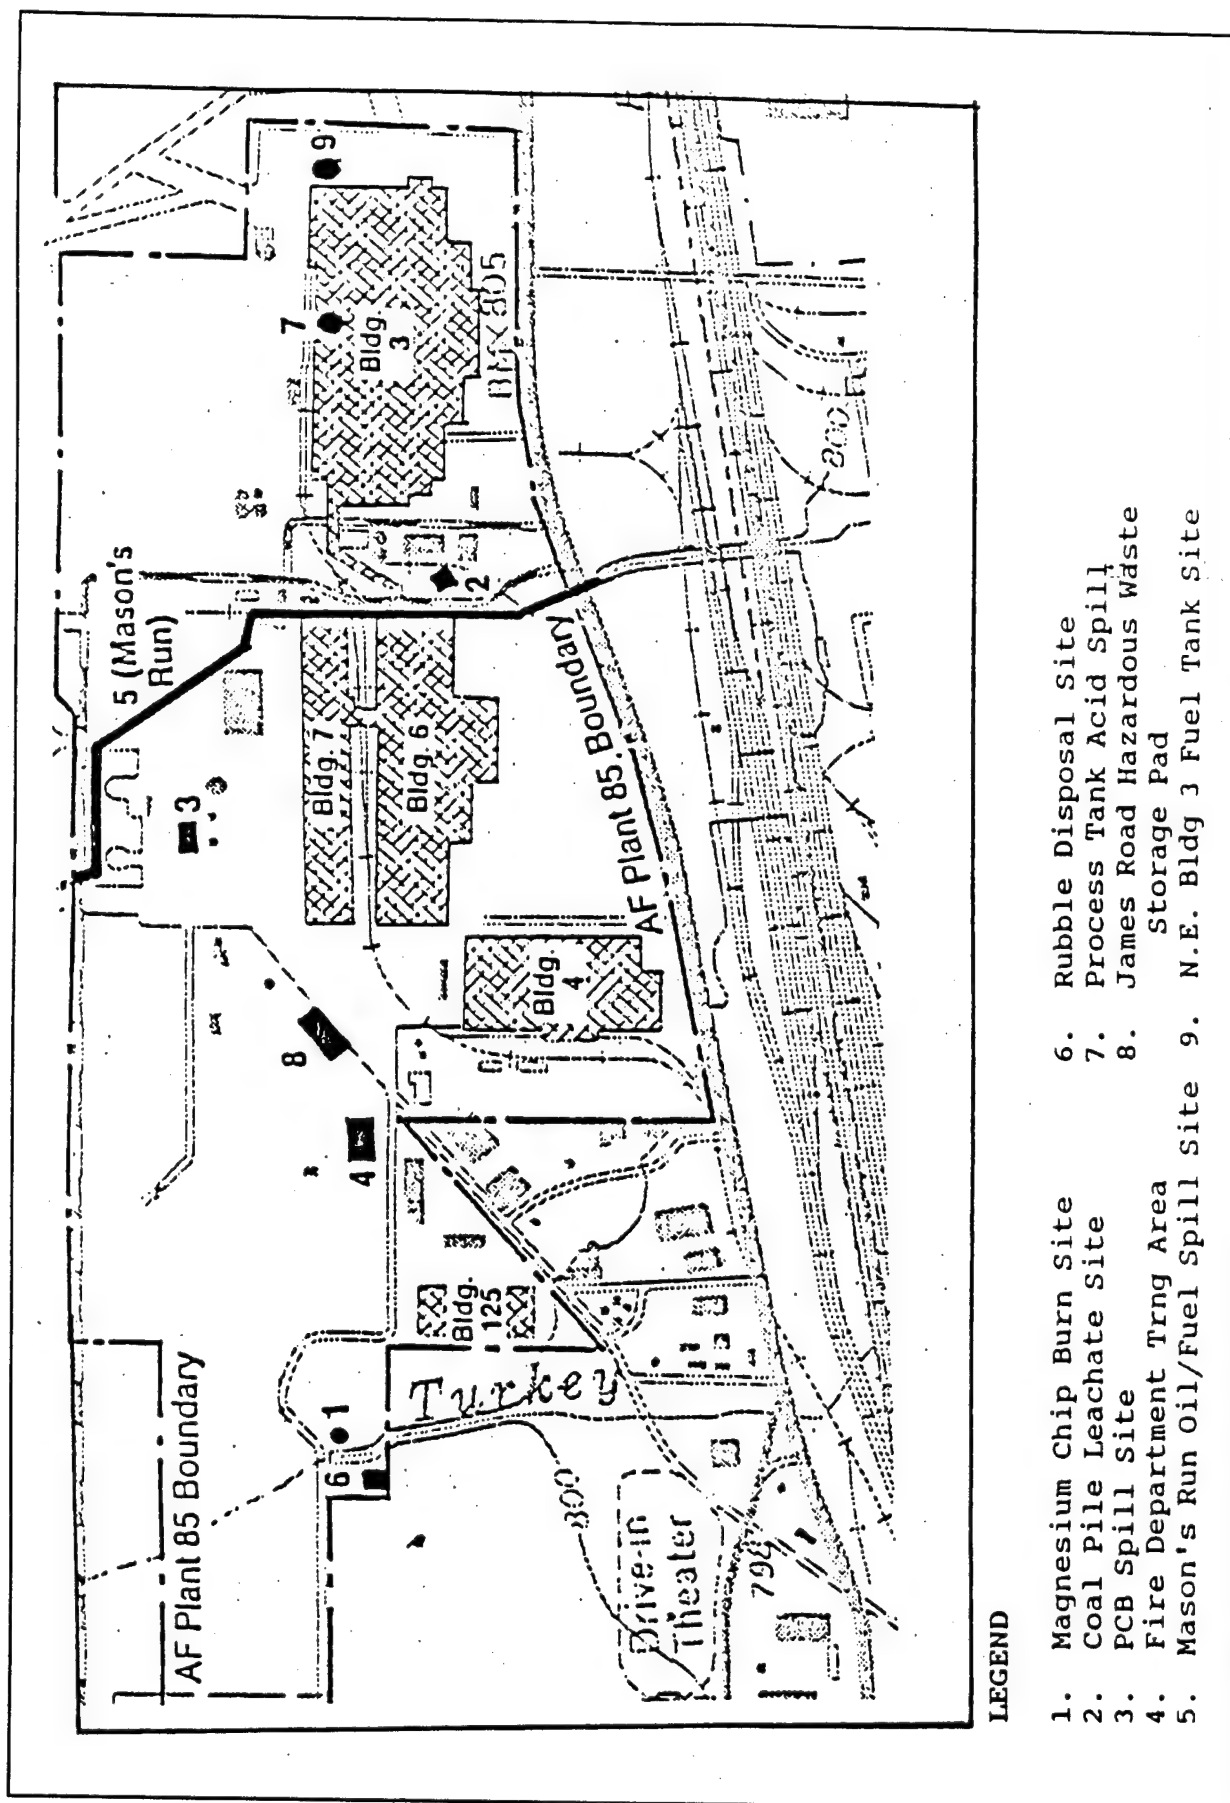 AF Plant 85 Boundary
6
1
Turkey
800
Drive-in
Theater
798
Bldg.
125
4
8
3
5 (Mason's
Run)
Bldg. 7
Bldg. 6
Bldg.
4
AF Plant 85 Boundary
2
7
9
Bldg.
3
BMX 805
800
LEGEND
1. Magnesium Chip Burn Site
2. Coal Pile Leachate Site
3. PCB Spill Site
4. Fire Department Trng Area
5. Mason's Run Oil/Fuel Spill Site
6. Rubble Disposal Site
7. Process Tank Acid Spill
8. James Road Hazardous Waste
Storage Pad
9. N.E. Bldg 3 Fuel Tank Site